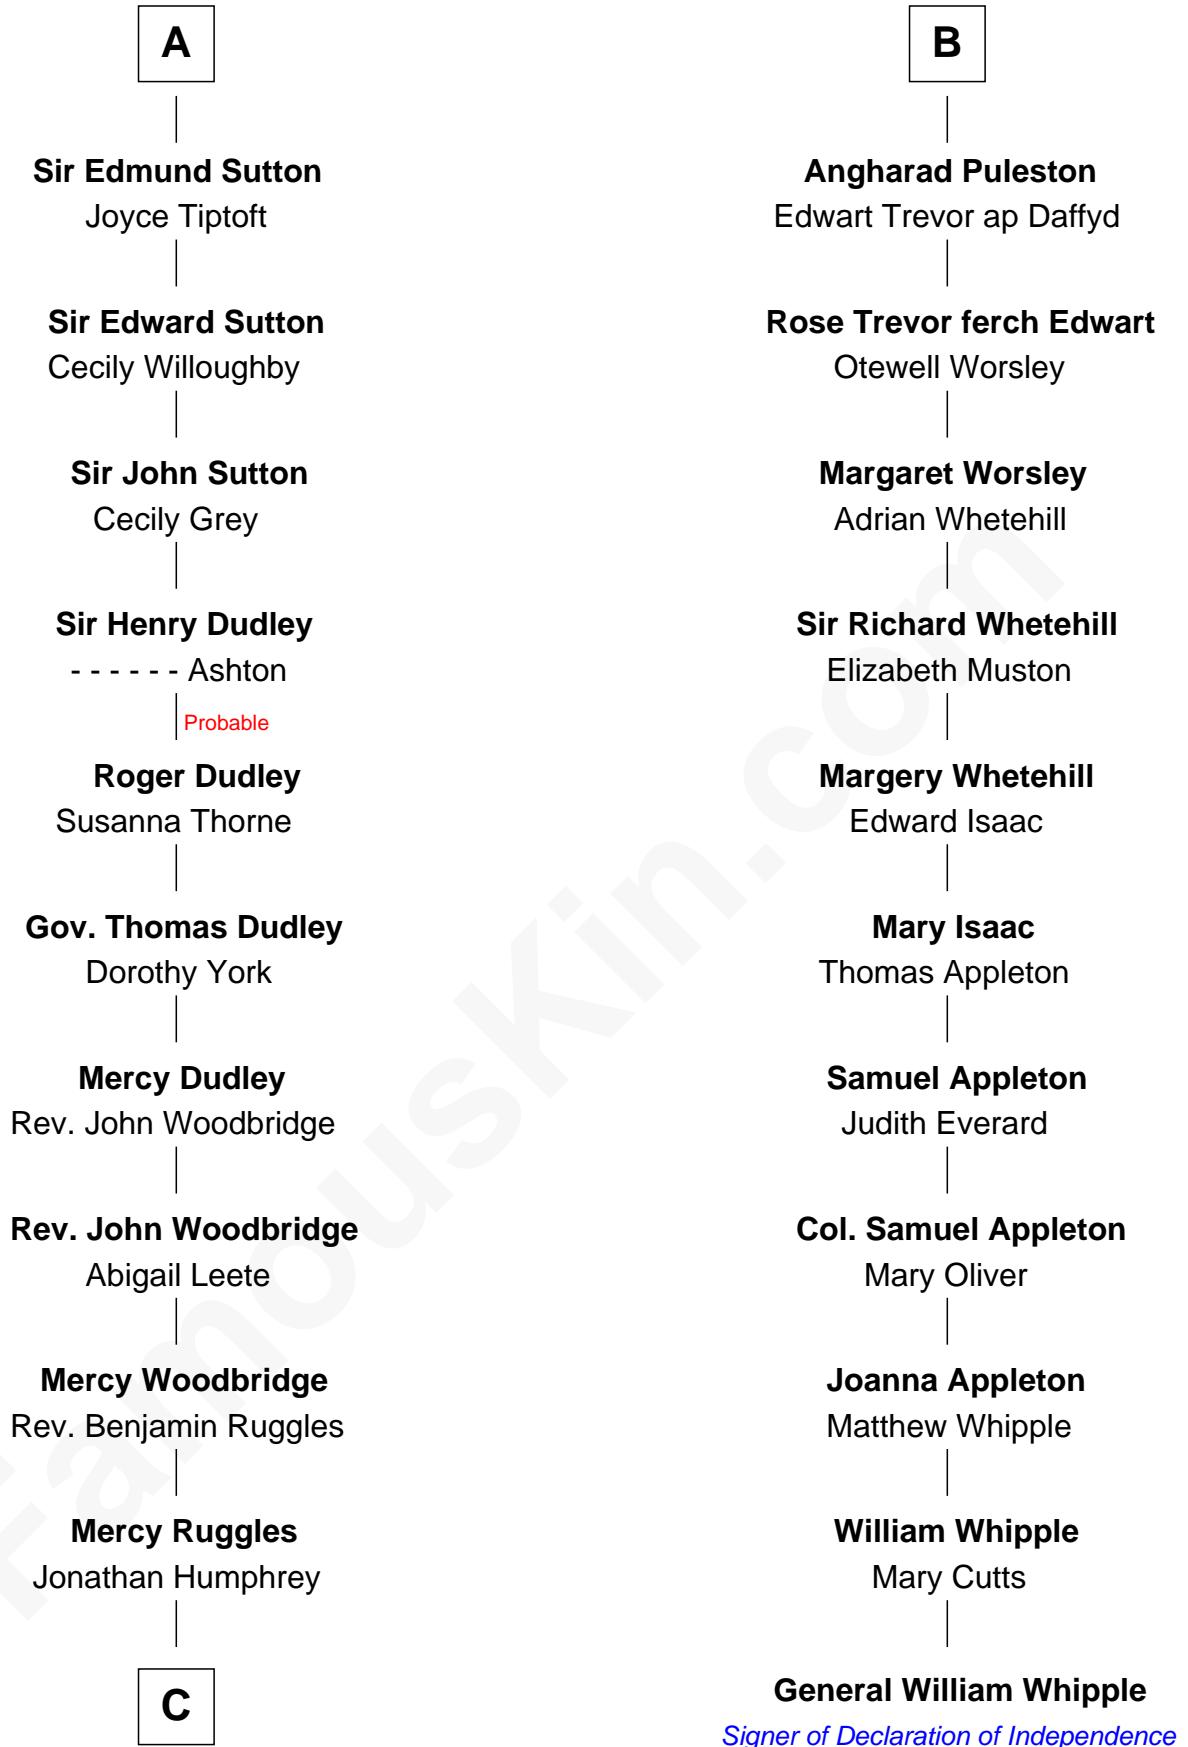 A
Sir Edmund Sutton
Joyce Tiptoft
Sir Edward Sutton
Cecily Willoughby
Sir John Sutton
Cecily Grey
Sir Henry Dudley
- - - - - - Ashton
Probable
Roger Dudley
Susanna Thorne
Gov. Thomas Dudley
Dorothy York
Mercy Dudley
Rev. John Woodbridge
Rev. John Woodbridge
Abigail Leete
Mercy Woodbridge
Rev. Benjamin Ruggles
Mercy Ruggles
Jonathan Humphrey
C
B
Angharad Puleston
Edwart Trevor ap Daffyd
Rose Trevor ferch Edwart
Otewell Worsley
Margaret Worsley
Adrian Whetehill
Sir Richard Whetehill
Elizabeth Muston
Margery Whetehill
Edward Isaac
Mary Isaac
Thomas Appleton
Samuel Appleton
Judith Everard
Col. Samuel Appleton
Mary Oliver
Joanna Appleton
Matthew Whipple
William Whipple
Mary Cutts
General William Whipple
Signer of Declaration of Independence
FamousKin.com